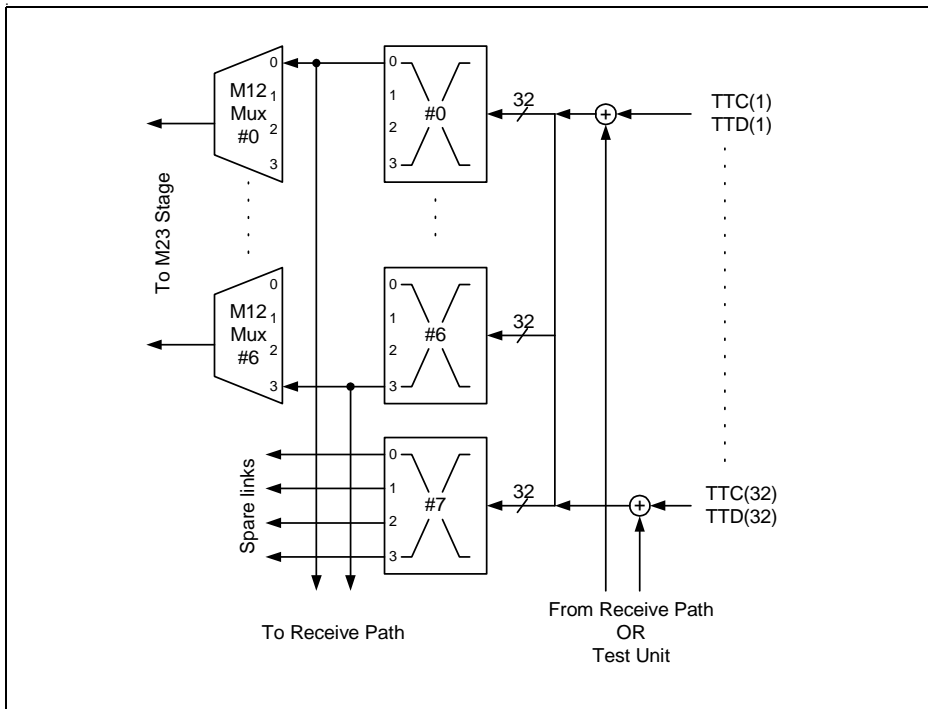 0
M12
Mux
#0
1
2
3
0
1
2
3
#0
32
TTC(1)
TTD(1)
To M23 Stage
0
M12
Mux
#6
1
2
3
0
1
2
3
#6
32
Spare links
0
1
2
3
#7
32
TTC(32)
TTD(32)
To Receive Path
From Receive Path
OR
Test Unit